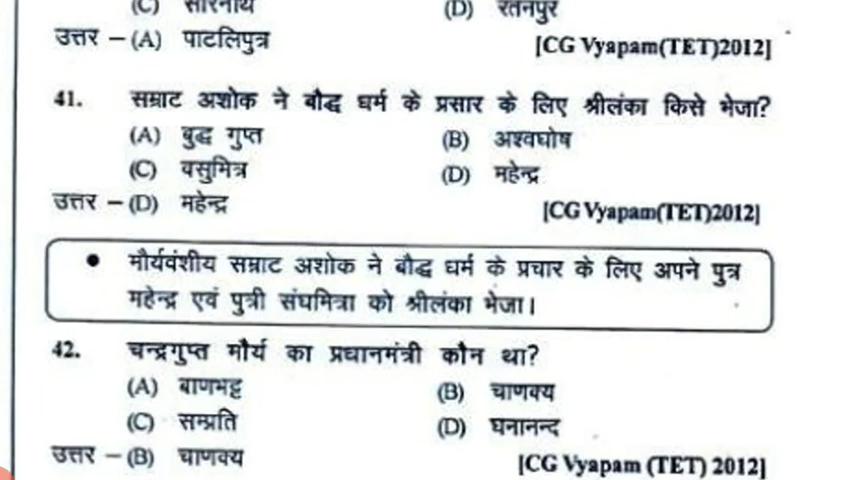 (C) सारनाथ (D) रतनपुर
उत्तर – (A) पाटलिपुत्र [CG Vyapam(TET)2012]
41. सम्राट अशोक ने बौद्ध धर्म के प्रसार के लिए श्रीलंका किसे भेजा?
(A) बुद्ध गुप्त (B) अश्वघोष
(C) वसुमित्र (D) महेन्द्र
उत्तर – (D) महेन्द्र [CG Vyapam(TET)2012]
• मौर्यवंशीय सम्राट अशोक ने बौद्ध धर्म के प्रचार के लिए अपने पुत्र
महेन्द्र एवं पुत्री संघमित्रा को श्रीलंका भेजा।
42. चन्द्रगुप्त मौर्य का प्रधानमंत्री कौन था?
(A) बाणभट्ट (B) चाणक्य
(C) सम्प्रति (D) घनानन्द
उत्तर – (B) चाणक्य [CG Vyapam (TET) 2012]